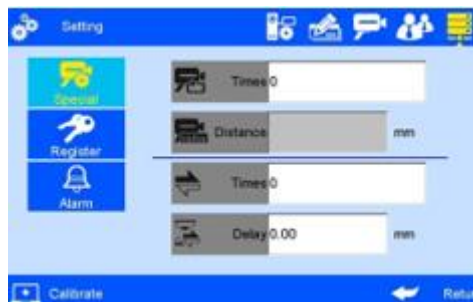 Setting
Special
Times 0
Distance mm
Register
Times 0
Alarm
Delay 0.00 mm
Calibrate
Retu